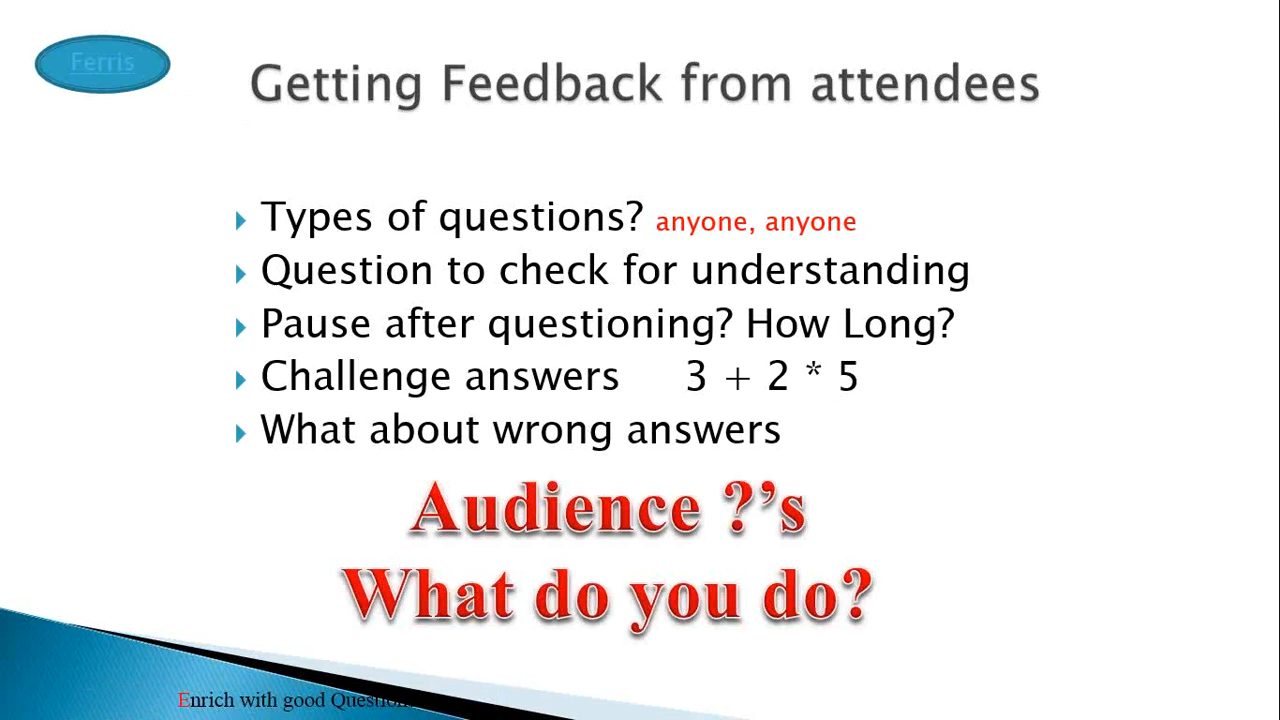 Ferris
Getting Feedback from attendees
Types of questions? anyone, anyone
Question to check for understanding
Pause after questioning? How Long?
Challenge answers 3 + 2 * 5
What about wrong answers
Audience ?’s
What do you do?
Enrich with good Question